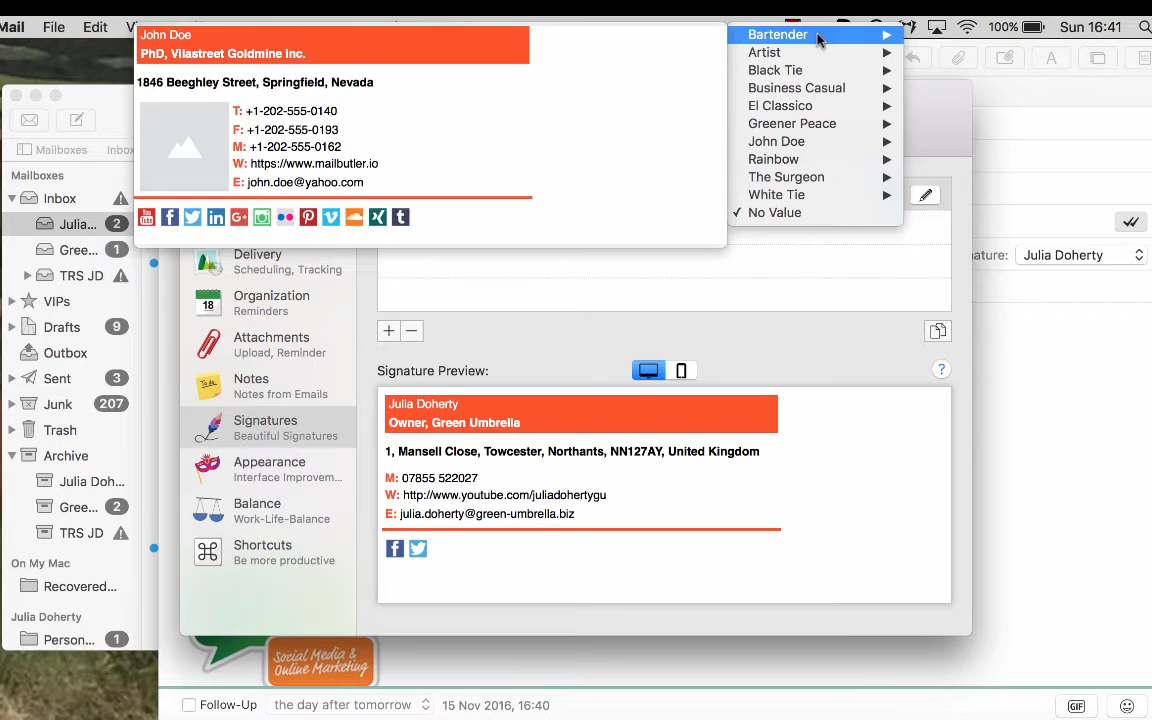 Mail File Edit
100% Sun 16:41
John Doe
PhD, Vilastreet Goldmine Inc.
1846 Beeghley Street, Springfield, Nevada
T: +1-202-555-0140
F: +1-202-555-0193
M: +1-202-555-0162
W: https://www.mailbutler.io
E: john.doe@yahoo.com
You Tube
Bartender
Artist
Black Tie
Business Casual
El Classico
Greener Peace
John Doe
Rainbow
The Surgeon
White Tie
✓ No Value
Mailboxes Inbox
Mailboxes
Inbox
Julia... 2
Gree... 1
TRS JD
VIPs
Drafts 9
Outbox
Sent 3
Junk 207
Trash
Archive
Julia Doh...
Gree... 2
TRS JD
On My Mac
Recovered...
Julia Doherty
Person... 1
Delivery
Scheduling, Tracking
18
Organization
Reminders
Attachments
Upload, Reminder
To do
Notes
Notes from Emails
Signatures
Beautiful Signatures
Appearance
Interface Improvem...
Balance
Work-Life-Balance
Shortcuts
Be more productive
+ −
Signature Preview:
?
Julia Doherty
Owner, Green Umbrella
1, Mansell Close, Towcester, Northants, NN127AY, United Kingdom
M: 07855 522027
W: http://www.youtube.com/juliadohertygu
E: julia.doherty@green-umbrella.biz
nature: Julia Doherty
Social Media &
Online Marketing
Follow-Up the day after tomorrow 15 Nov 2016, 16:40
GIF